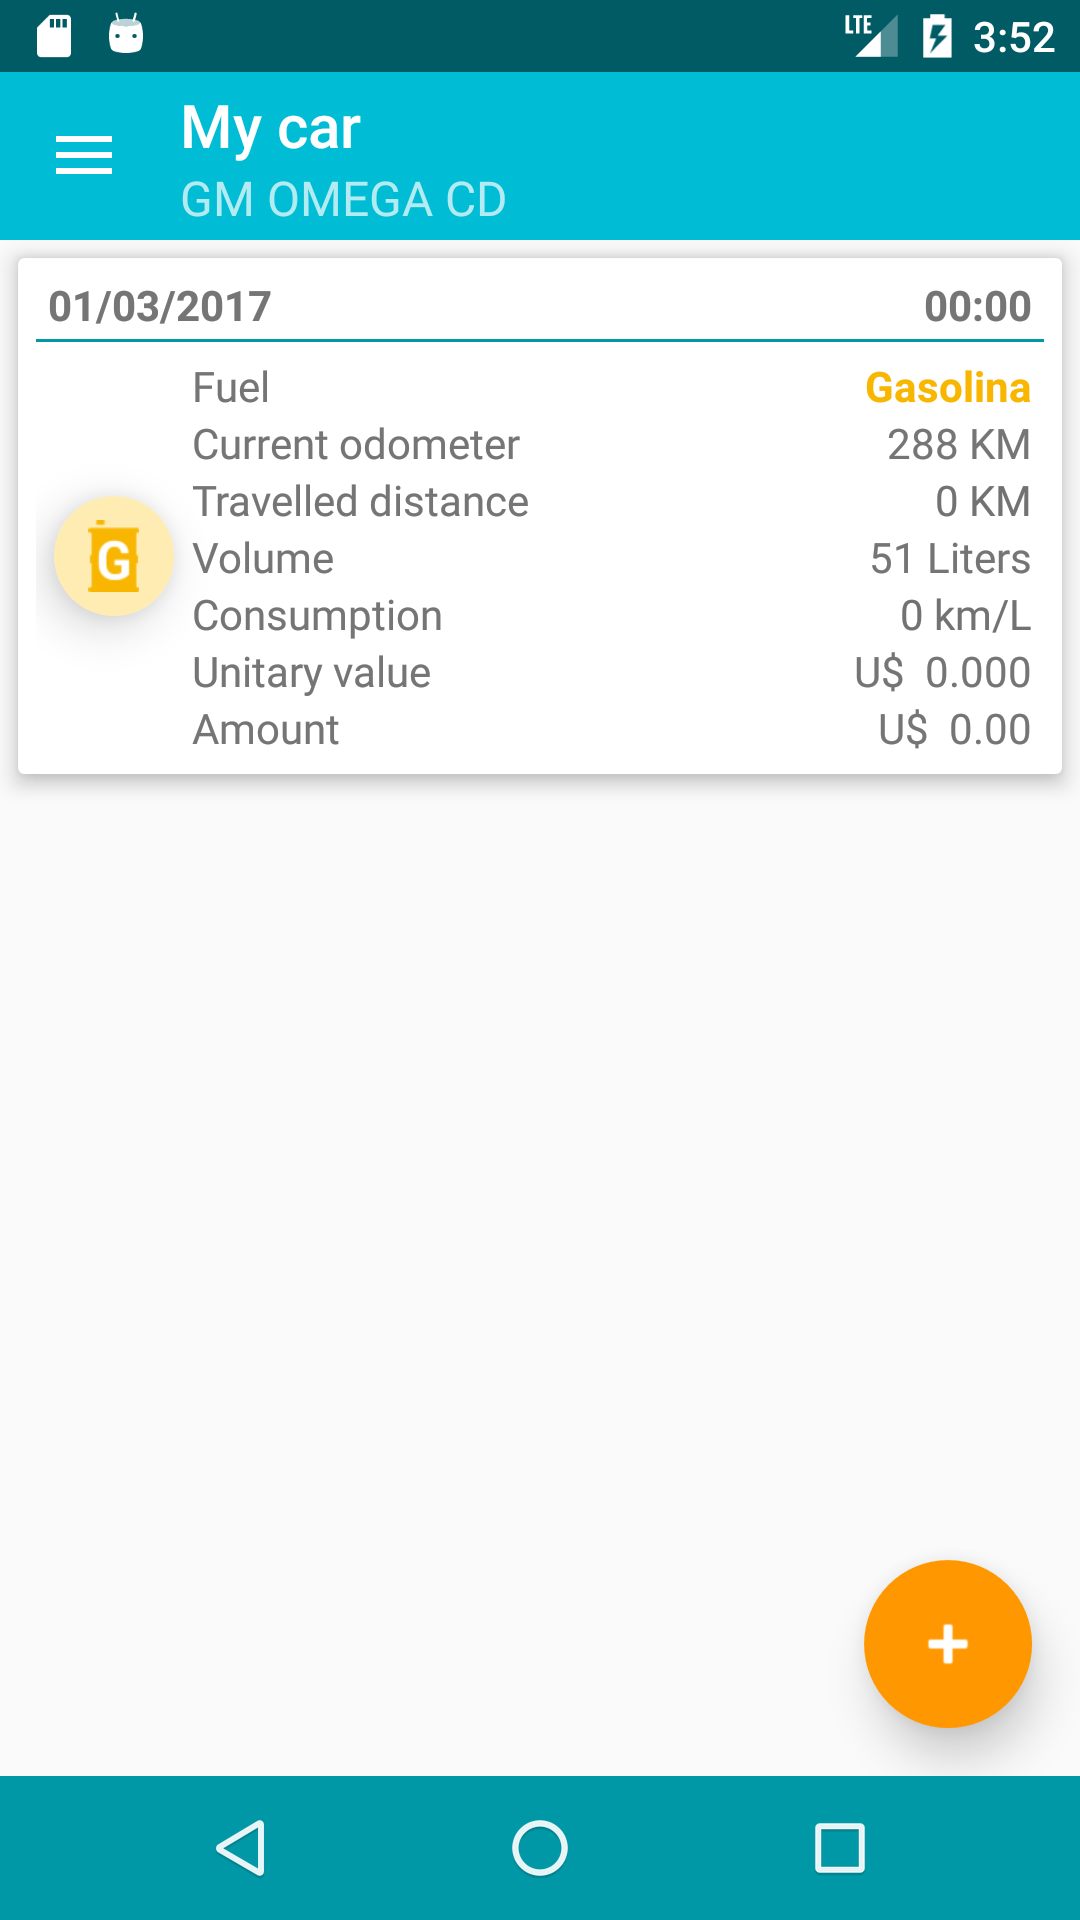 LTE 3:52
My car
GM OMEGA CD
01/03/2017 00:00
Fuel Gasolina
Current odometer 288 KM
Travelled distance 0 KM
G Volume 51 Liters
Consumption 0 km/L
Unitary value U$ 0.000
Amount U$ 0.00